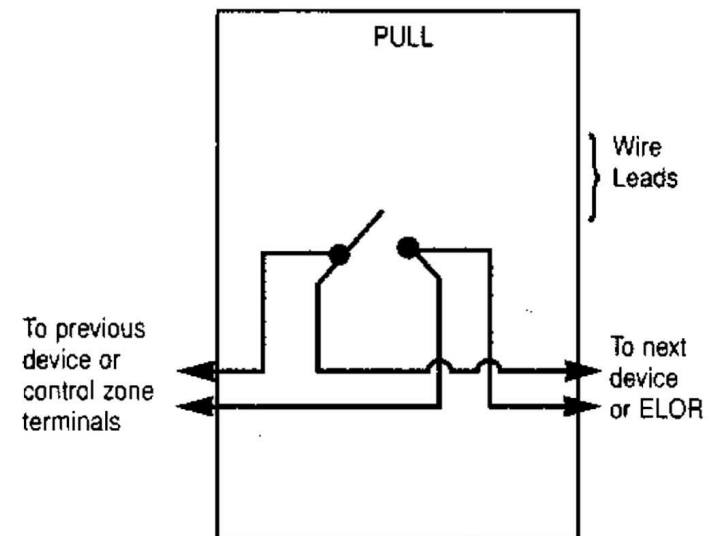 PULL
Wire
Leads
To previous
device or
control zone
terminals
To next
device
or ELOR